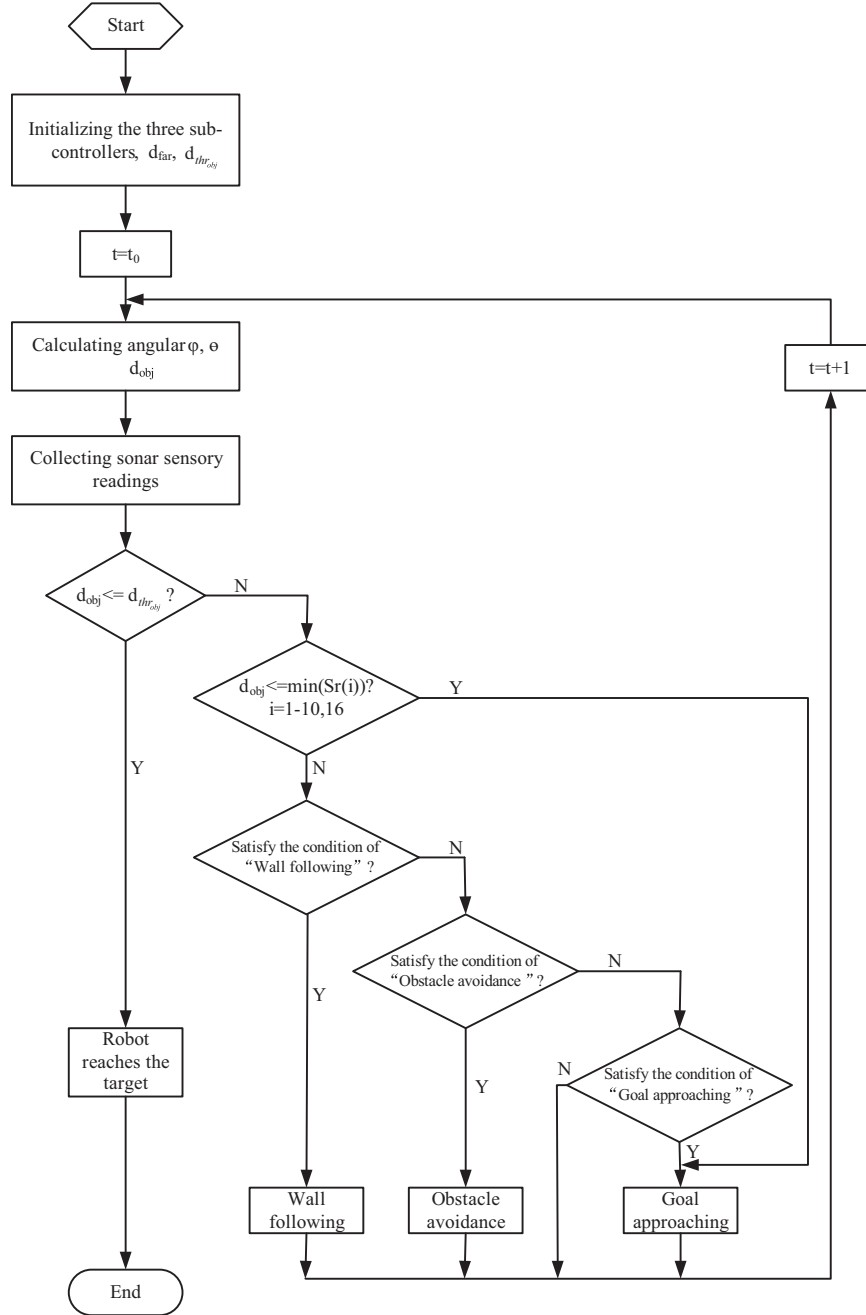 Start
Initializing the three sub-
controllers, d_far, d_thr_obj
t=t_0
Calculating angular φ, ɵ
d_obj
t=t+1
Collecting sonar sensory
readings
d_obj<= d_thr_obj ?
N
d_obj<=min(Sr(i))?
i=1-10,16
Y
Y
N
Satisfy the condition of
“Wall following” ?
N
Satisfy the condition of
“Obstacle avoidance ” ?
N
Y
Robot
reaches the
target
Satisfy the condition of
“Goal approaching ” ?
N
Y
Y
Wall
following
Obstacle
avoidance
Goal
approaching
End